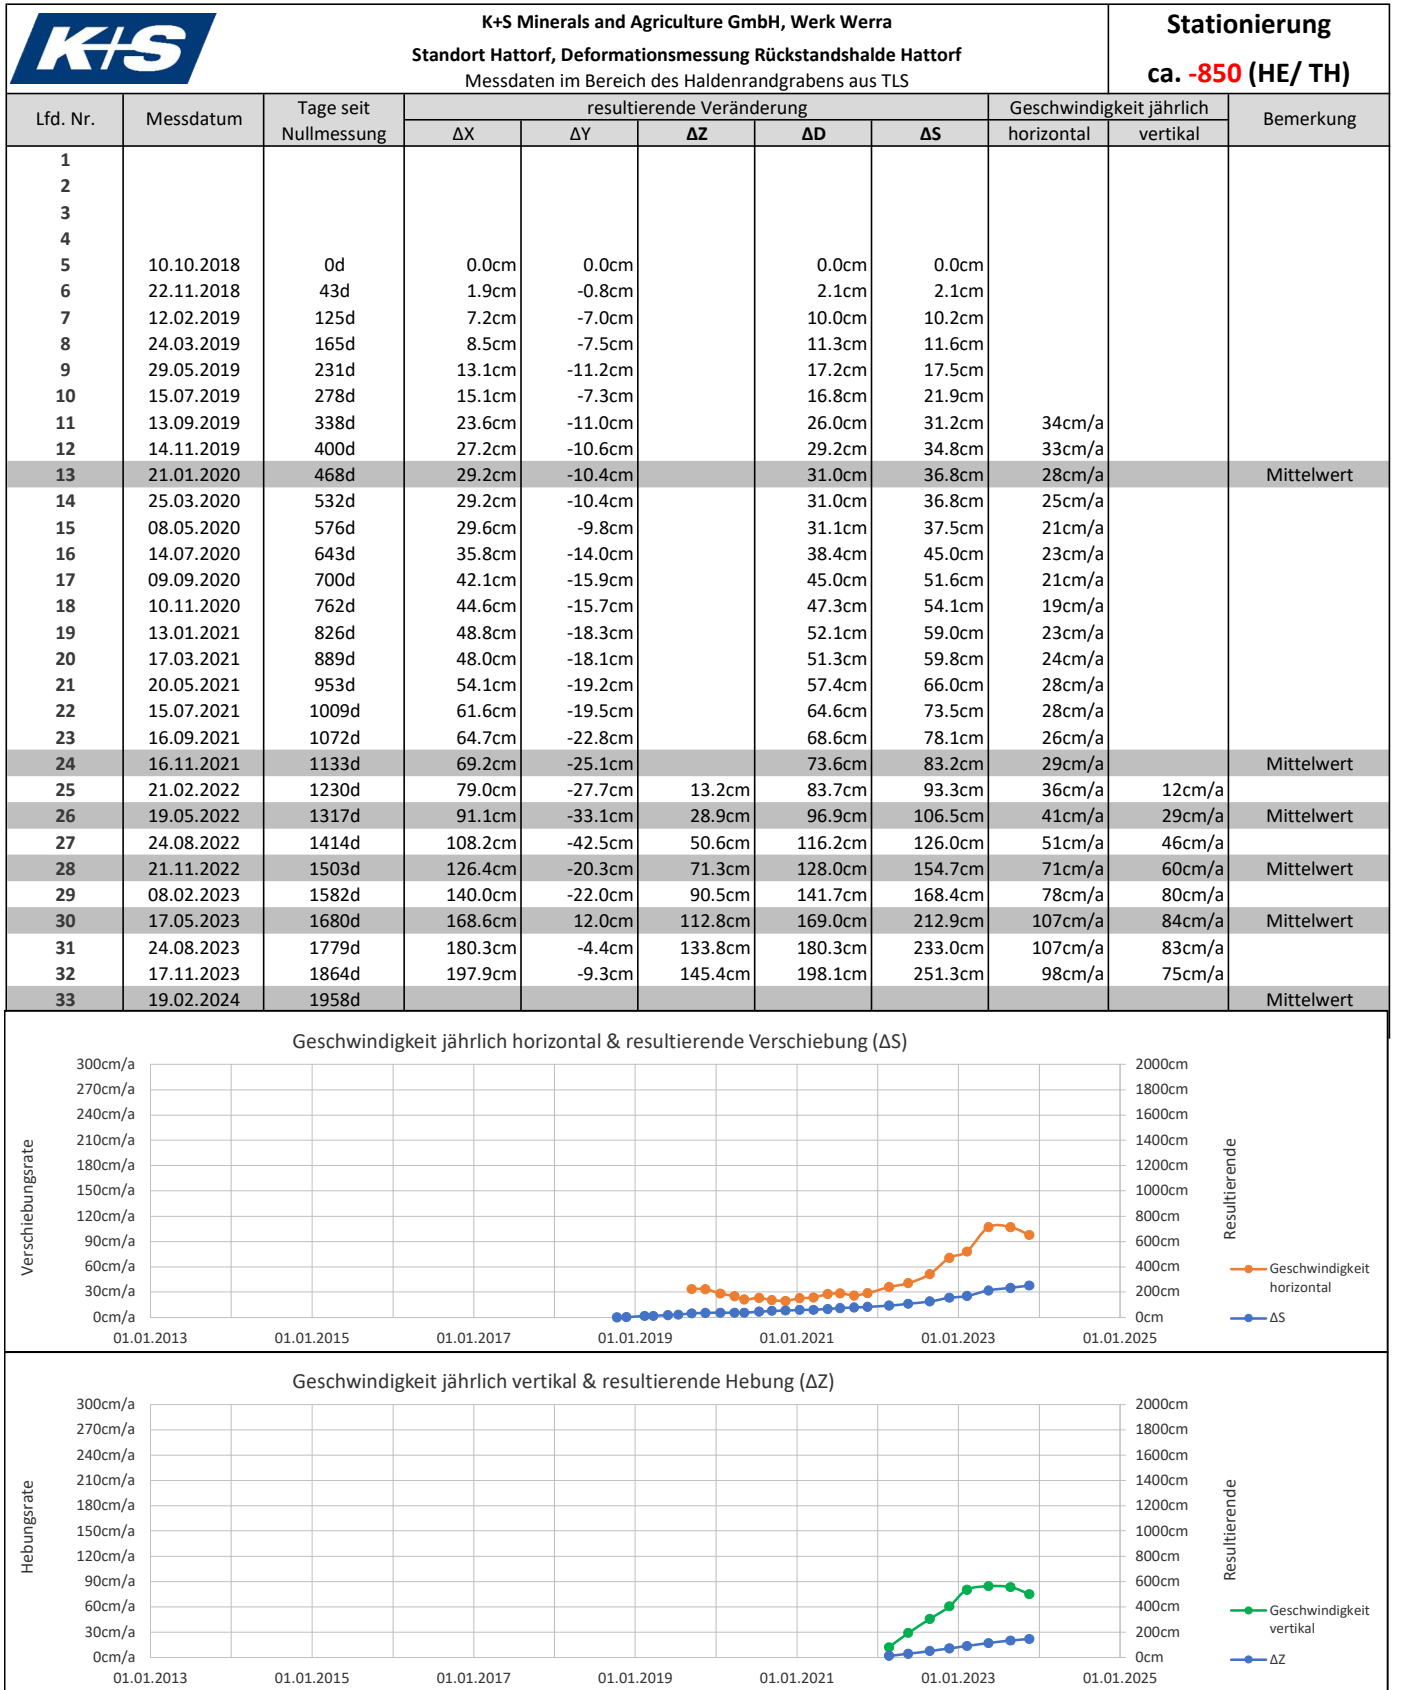 K+S
K+S Minerals and Agriculture GmbH, Werk Werra
Standort Hattorf, Deformationsmessung Rückstandshalde Hattorf
Messdaten im Bereich des Haldenrandgrabens aus TLS
Stationierung
ca. -850 (HE/ TH)
Lfd. Nr. Messdatum Tage seit Nullmessung resultierende Veränderung Geschwindigkeit jährlich Bemerkung
ΔX ΔY ΔZ ΔD ΔS horizontal vertikal
1
2
3
4
5 10.10.2018 0d 0.0cm 0.0cm 0.0cm 0.0cm
6 22.11.2018 43d 1.9cm -0.8cm 2.1cm 2.1cm
7 12.02.2019 125d 7.2cm -7.0cm 10.0cm 10.2cm
8 24.03.2019 165d 8.5cm -7.5cm 11.3cm 11.6cm
9 29.05.2019 231d 13.1cm -11.2cm 17.2cm 17.5cm
10 15.07.2019 278d 15.1cm -7.3cm 16.8cm 21.9cm
11 13.09.2019 338d 23.6cm -11.0cm 26.0cm 31.2cm 34cm/a
12 14.11.2019 400d 27.2cm -10.6cm 29.2cm 34.8cm 33cm/a
13 21.01.2020 468d 29.2cm -10.4cm 31.0cm 36.8cm 28cm/a Mittelwert
14 25.03.2020 532d 29.2cm -10.4cm 31.0cm 36.8cm 25cm/a
15 08.05.2020 576d 29.6cm -9.8cm 31.1cm 37.5cm 21cm/a
16 14.07.2020 643d 35.8cm -14.0cm 38.4cm 45.0cm 23cm/a
17 09.09.2020 700d 42.1cm -15.9cm 45.0cm 51.6cm 21cm/a
18 10.11.2020 762d 44.6cm -15.7cm 47.3cm 54.1cm 19cm/a
19 13.01.2021 826d 48.8cm -18.3cm 52.1cm 59.0cm 23cm/a
20 17.03.2021 889d 48.0cm -18.1cm 51.3cm 59.8cm 24cm/a
21 20.05.2021 953d 54.1cm -19.2cm 57.4cm 66.0cm 28cm/a
22 15.07.2021 1009d 61.6cm -19.5cm 64.6cm 73.5cm 28cm/a
23 16.09.2021 1072d 64.7cm -22.8cm 68.6cm 78.1cm 26cm/a
24 16.11.2021 1133d 69.2cm -25.1cm 73.6cm 83.2cm 29cm/a Mittelwert
25 21.02.2022 1230d 79.0cm -27.7cm 13.2cm 83.7cm 93.3cm 36cm/a 12cm/a
26 19.05.2022 1317d 91.1cm -33.1cm 28.9cm 96.9cm 106.5cm 41cm/a 29cm/a Mittelwert
27 24.08.2022 1414d 108.2cm -42.5cm 50.6cm 116.2cm 126.0cm 51cm/a 46cm/a
28 21.11.2022 1503d 126.4cm -20.3cm 71.3cm 128.0cm 154.7cm 71cm/a 60cm/a Mittelwert
29 08.02.2023 1582d 140.0cm -22.0cm 90.5cm 141.7cm 168.4cm 78cm/a 80cm/a
30 17.05.2023 1680d 168.6cm 12.0cm 112.8cm 169.0cm 212.9cm 107cm/a 84cm/a Mittelwert
31 24.08.2023 1779d 180.3cm -4.4cm 133.8cm 180.3cm 233.0cm 107cm/a 83cm/a
32 17.11.2023 1864d 197.9cm -9.3cm 145.4cm 198.1cm 251.3cm 98cm/a 75cm/a
33 19.02.2024 1958d Mittelwert
Geschwindigkeit jährlich horizontal & resultierende Verschiebung (ΔS)
300cm/a 2000cm
270cm/a 1800cm
240cm/a 1600cm
210cm/a 1400cm
180cm/a 1200cm
150cm/a 1000cm
120cm/a 800cm
90cm/a 600cm
60cm/a 400cm
30cm/a 200cm
0cm/a 0cm
Verschiebungsrate
Resultierende
Geschwindigkeit
horizontal
ΔS
01.01.2013 01.01.2015 01.01.2017 01.01.2019 01.01.2021 01.01.2023 01.01.2025
Geschwindigkeit jährlich vertikal & resultierende Hebung (ΔZ)
300cm/a 2000cm
270cm/a 1800cm
240cm/a 1600cm
210cm/a 1400cm
180cm/a 1200cm
150cm/a 1000cm
120cm/a 800cm
90cm/a 600cm
60cm/a 400cm
30cm/a 200cm
0cm/a 0cm
Hebungsrate
Resultierende
Geschwindigkeit
vertikal
ΔZ
01.01.2013 01.01.2015 01.01.2017 01.01.2019 01.01.2021 01.01.2023 01.01.2025